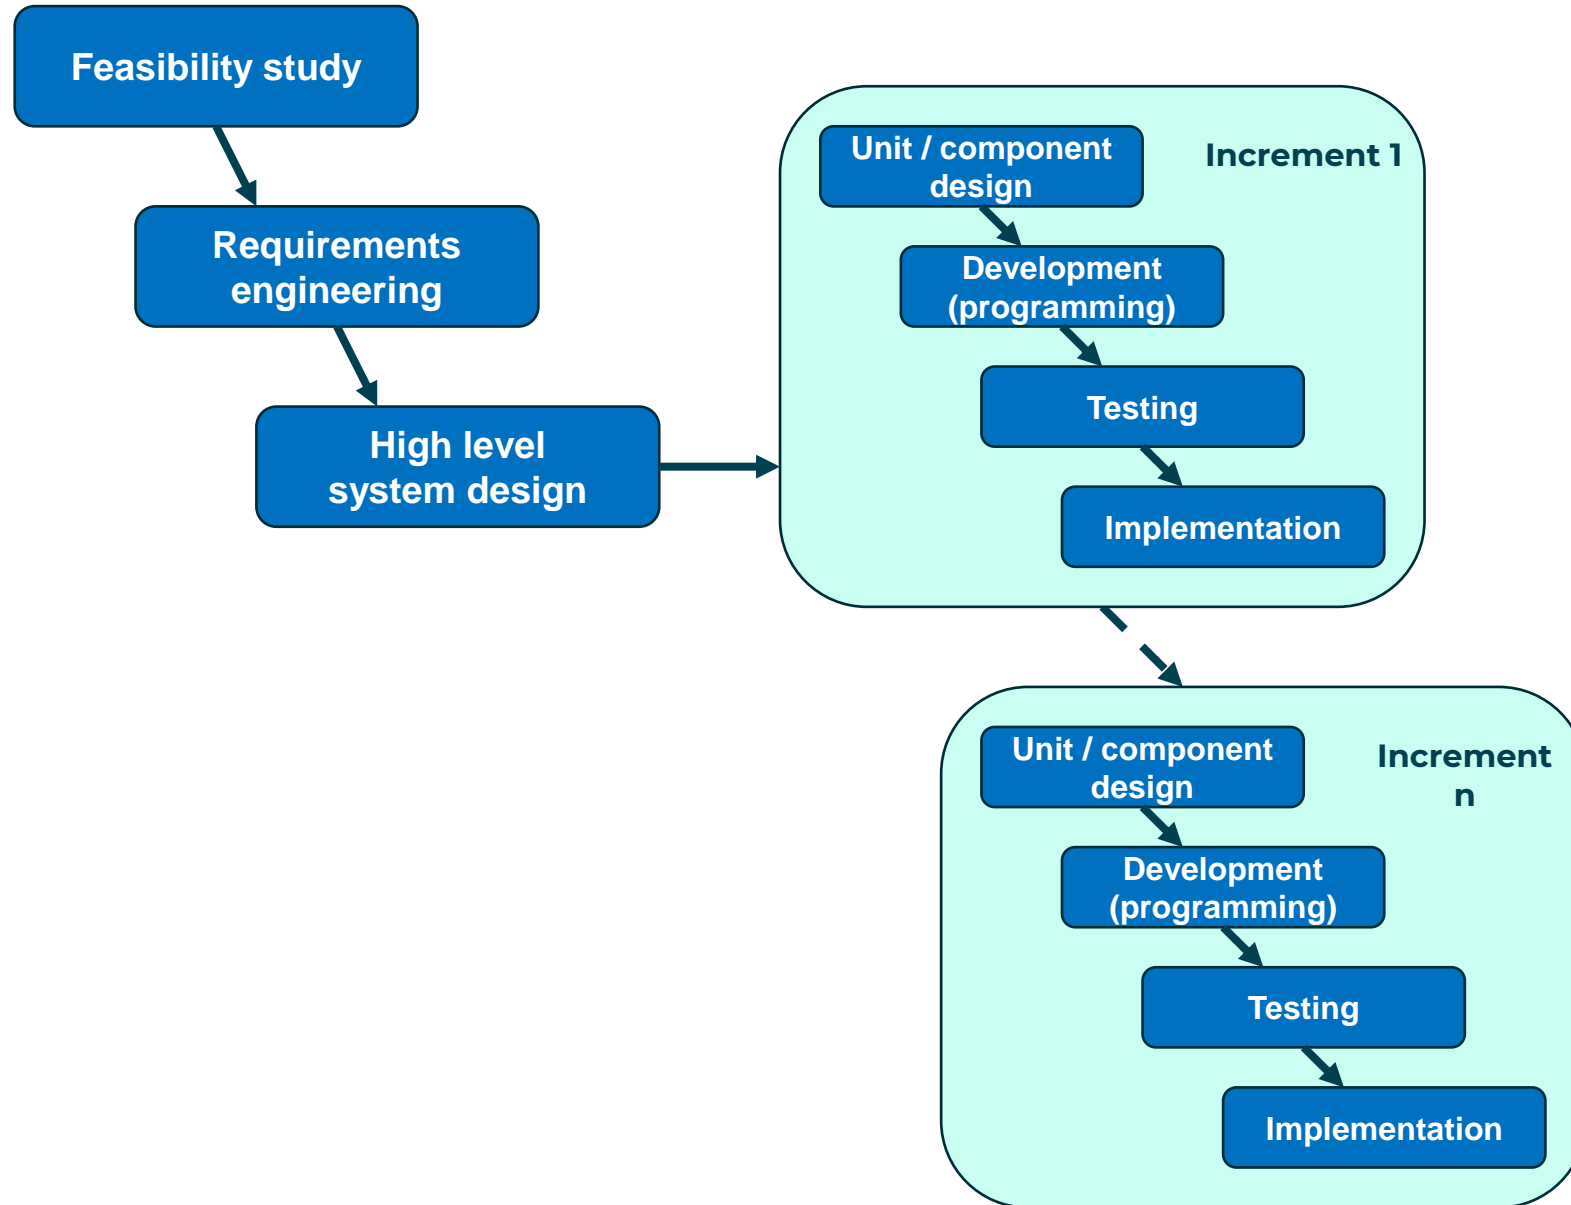 Feasibility study
Requirements
engineering
High level
system design
Increment 1
Unit / component
design
Development
(programming)
Testing
Implementation
Increment
n
Unit / component
design
Development
(programming)
Testing
Implementation